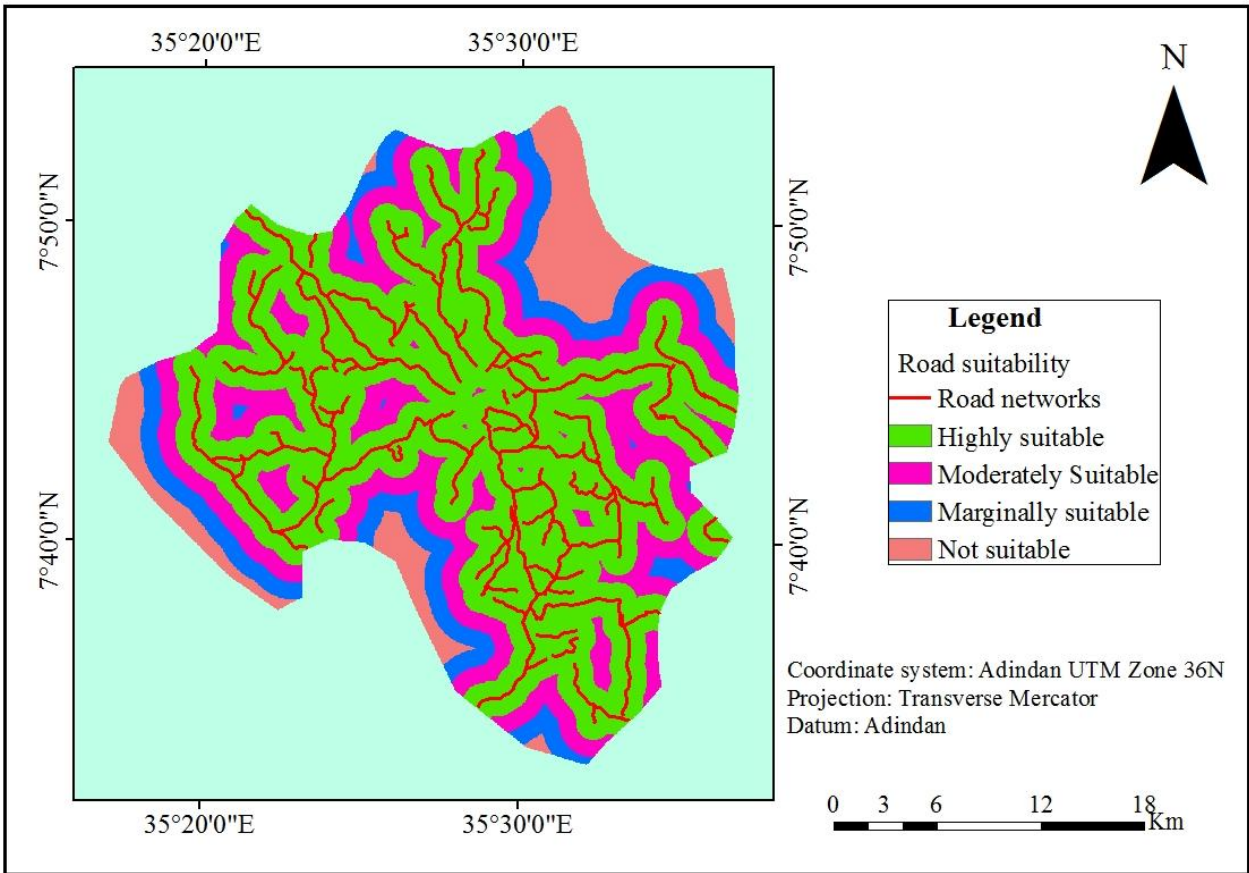 35°20'0"E 35°30'0"E
N
7°50'0"N
7°50'0"N
7°40'0"N
7°40'0"N
Legend
Road suitability
Road networks
Highly suitable
Moderately Suitable
Marginally suitable
Not suitable
Coordinate system: Adindan UTM Zone 36N
Projection: Transverse Mercator
Datum: Adindan
0 3 6 12 18
Km
35°20'0"E 35°30'0"E